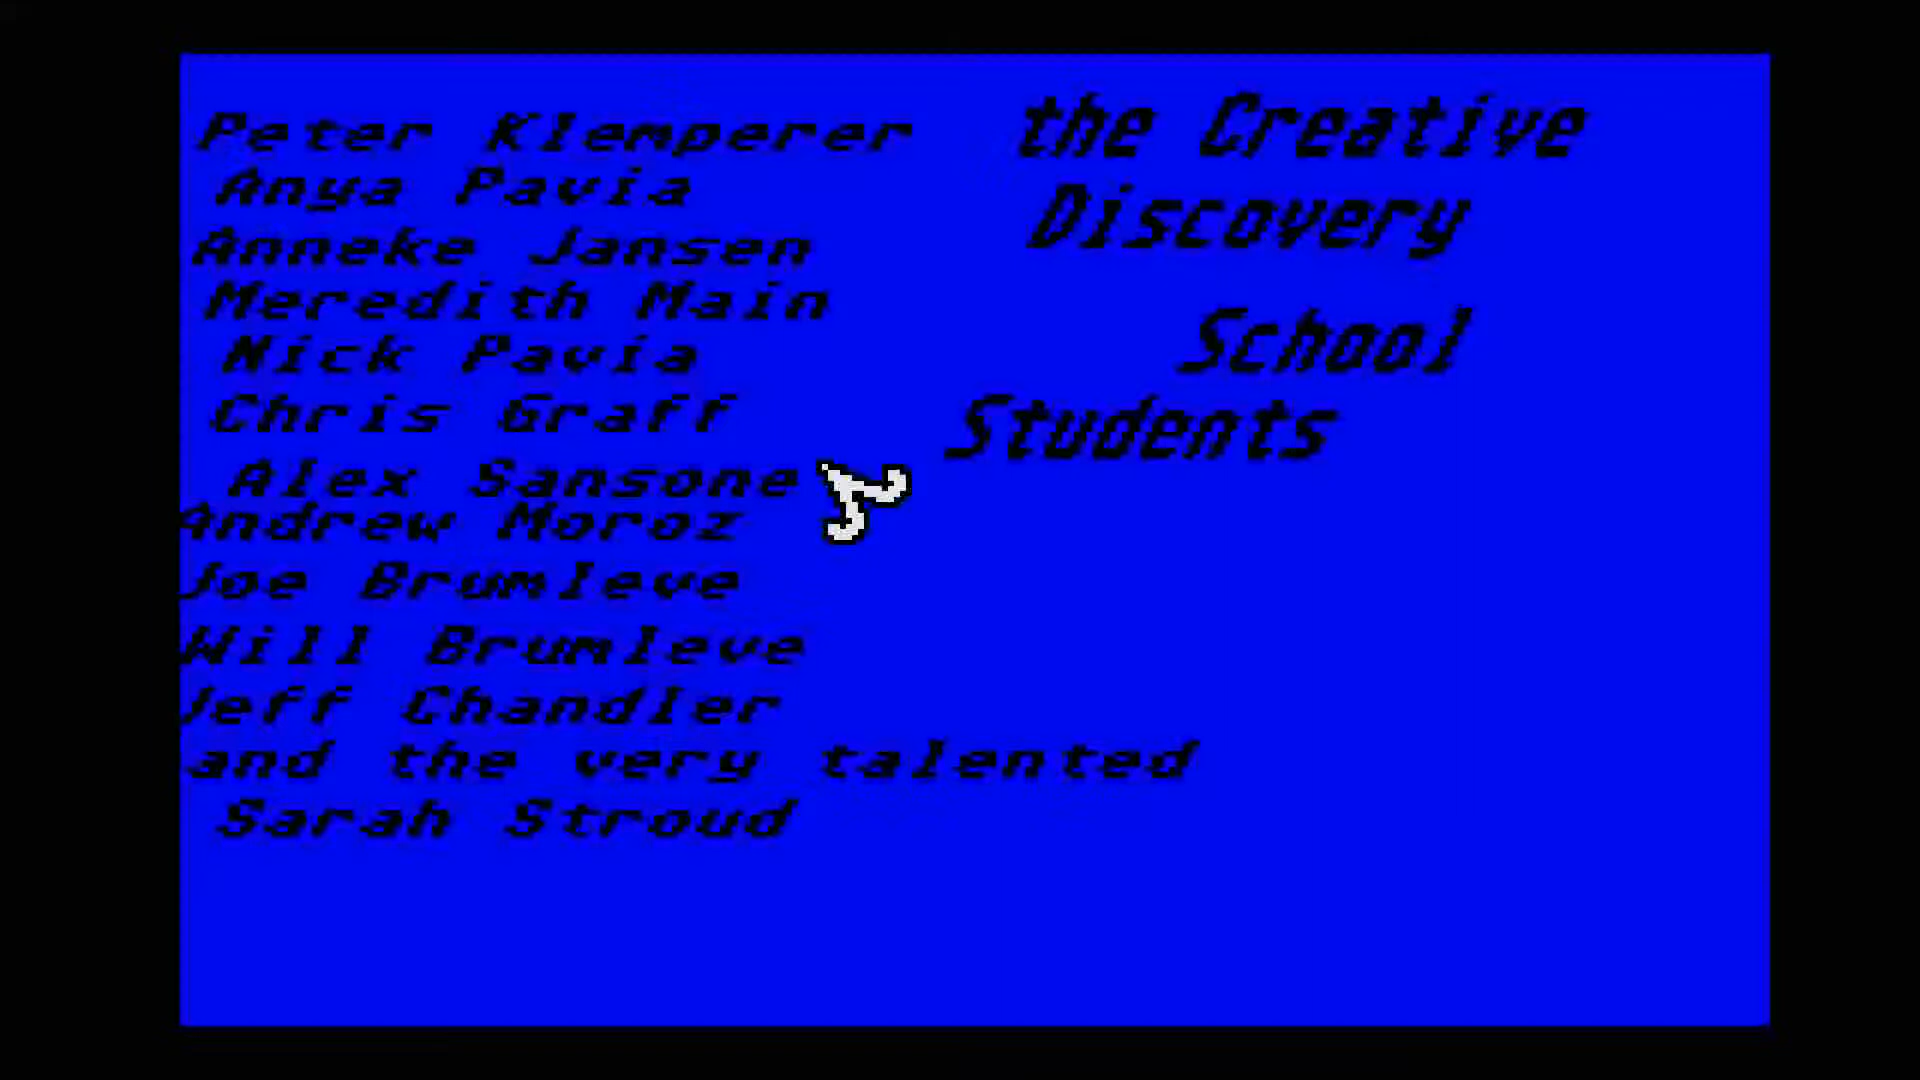 Peter Klemperer
Anya Pavia
Anneke Jansen
Meredith Main
Nick Pavia
Chris Graff
Alex Sansone
Andrew Moroz
Joe Brumleve
Will Brumleve
Jeff Chandler
and the very talented
Sarah Stroud
the Creative
Discovery
School
Students